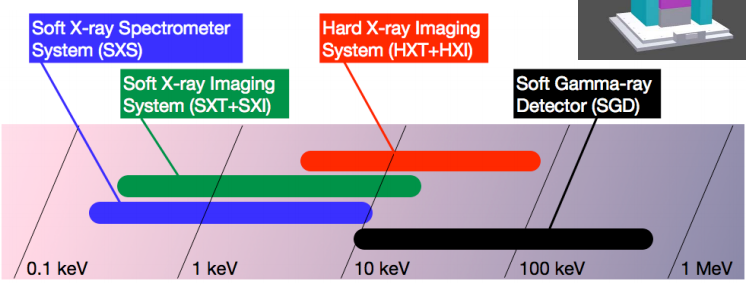 Soft X-ray Spectrometer
System (SXS)
Hard X-ray Imaging
System (HXT+HXI)
Soft X-ray Imaging
System (SXT+SXI)
Soft Gamma-ray
Detector (SGD)
0.1 keV
1 keV
10 keV
100 keV
1 MeV